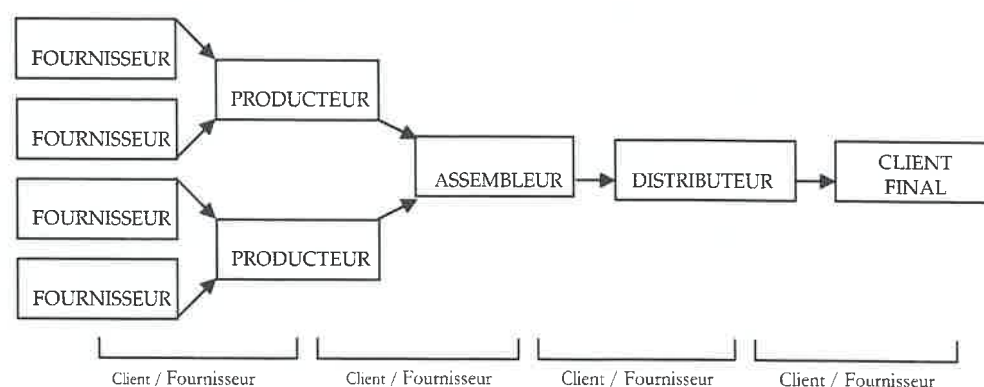 FOURNISSEUR
PRODUCTEUR
FOURNISSEUR
ASSEMBLEUR
DISTRIBUTEUR
CLIENT
FINAL
FOURNISSEUR
PRODUCTEUR
FOURNISSEUR
Client / Fournisseur
Client / Fournisseur
Client / Fournisseur
Client / Fournisseur